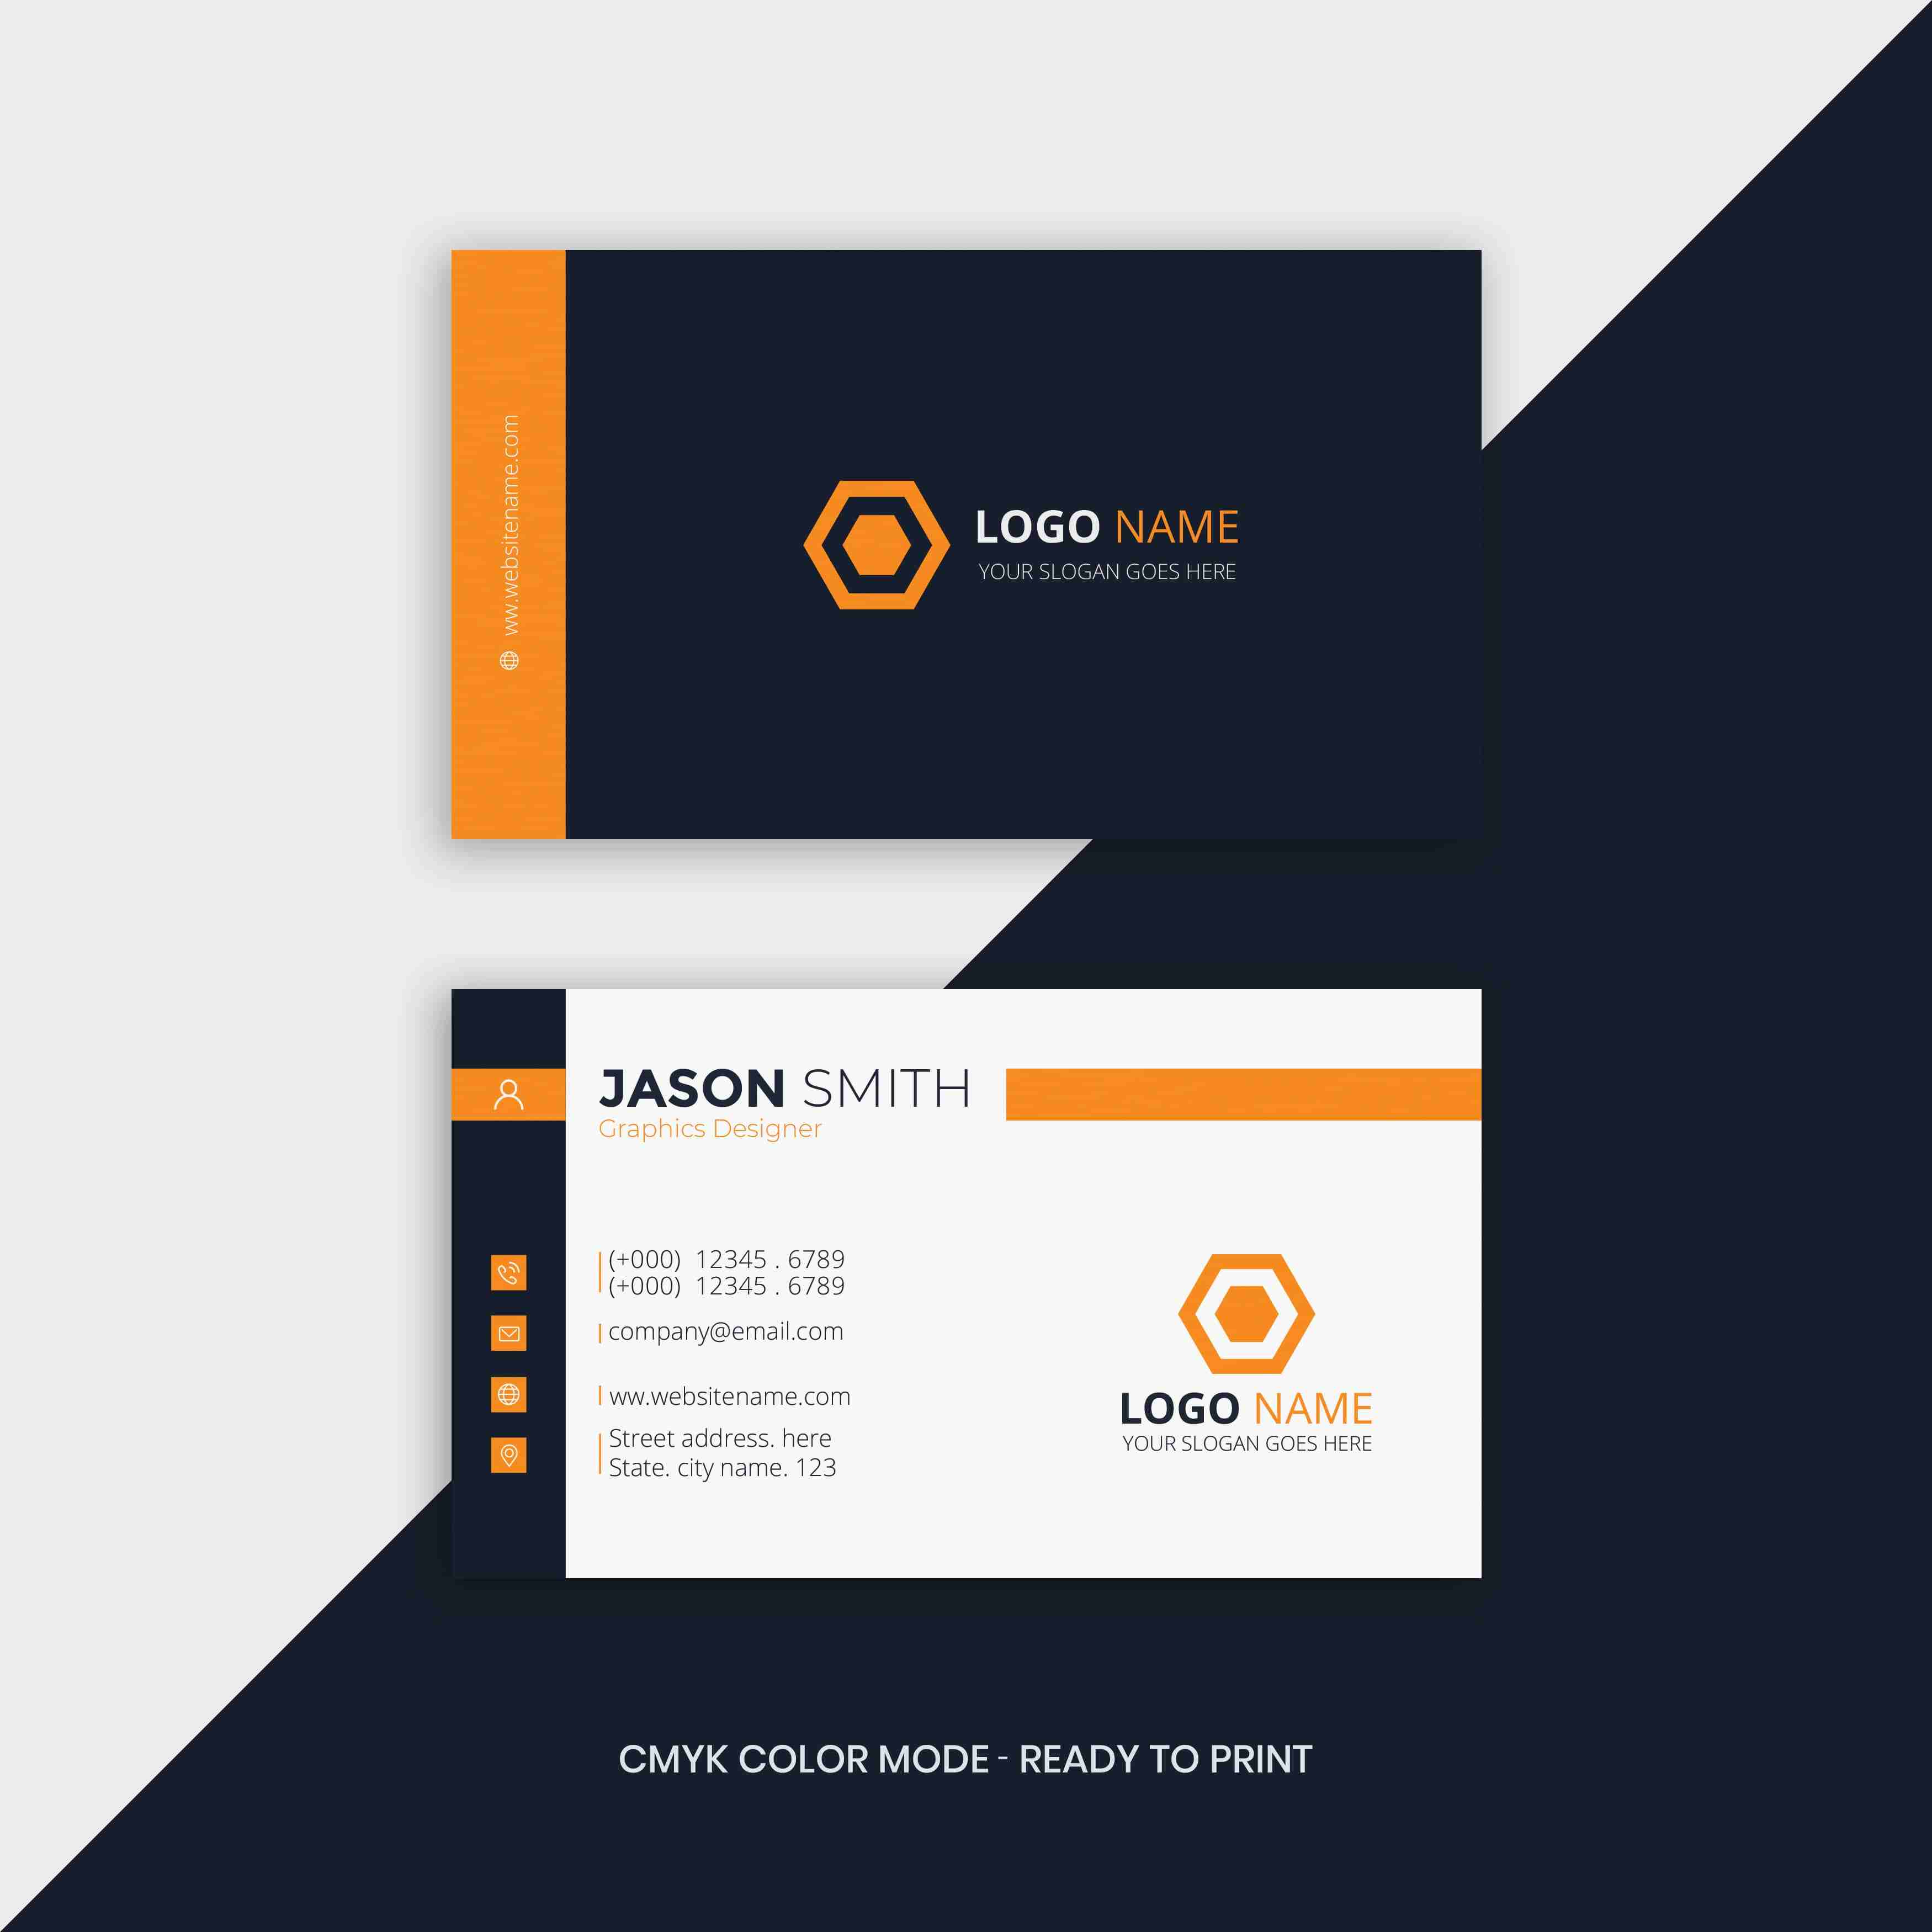 ww.websitename.com
LOGO NAME
YOUR SLOGAN GOES HERE
JASON SMITH
Graphics Designer
(+000)  12345 . 6789
(+000)  12345 . 6789
company@email.com
ww.websitename.com
Street address. here
State. city name. 123
LOGO NAME
YOUR SLOGAN GOES HERE
CMYK COLOR MODE - READY TO PRINT